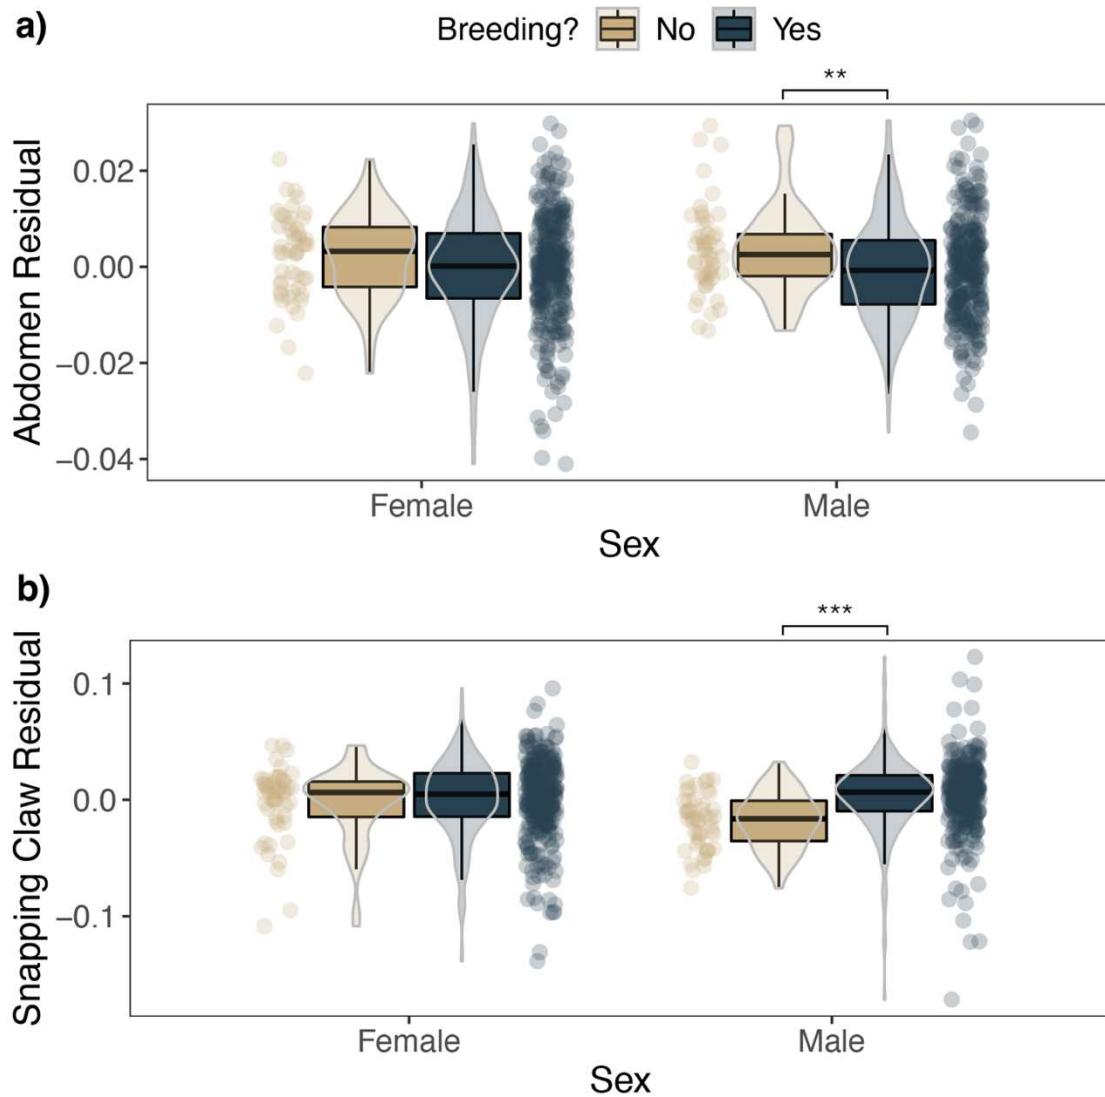 a)
Breeding? No Yes
**
Abdomen Residual
0.02
0.00
−0.02
−0.04
Female Male
Sex
b)
***
Snapping Claw Residual
0.1
0.0
−0.1
Female Male
Sex